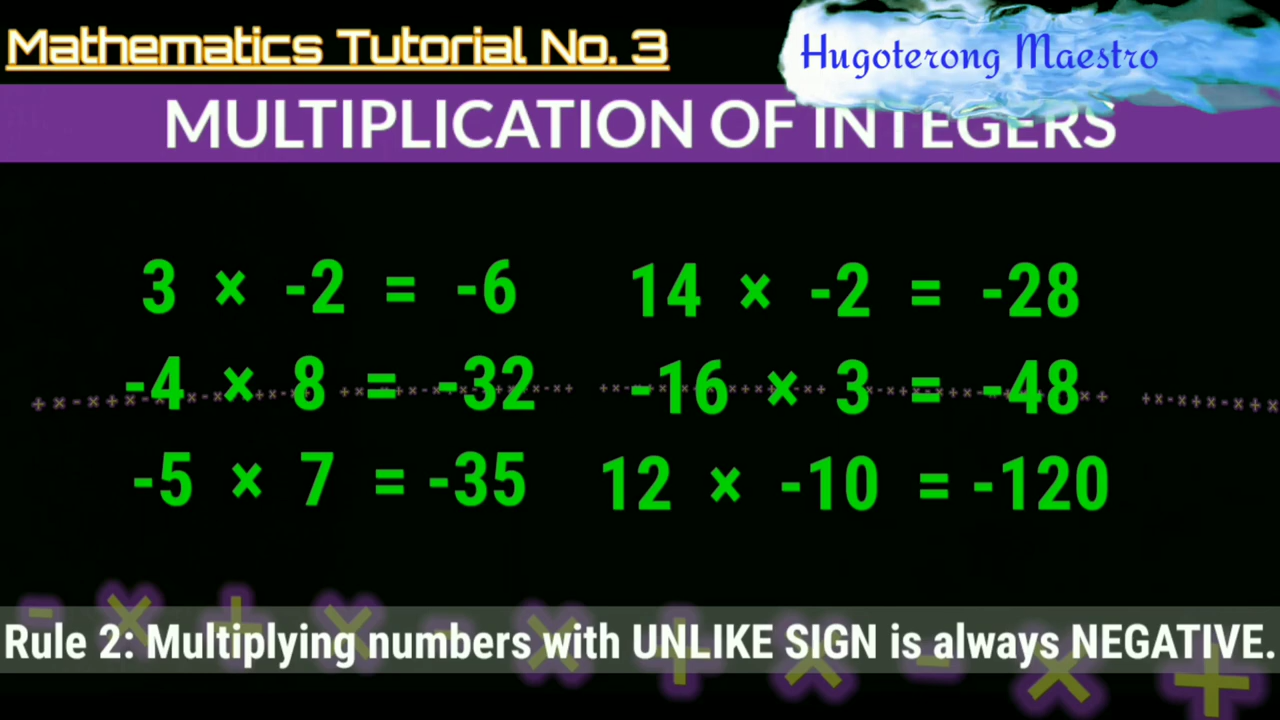 Mathematics Tutorial No. 3
Hugoterong Maestro
MULTIPLICATION OF INTEGERS
3 × -2 = -6
14 × -2 = -28
-4 × 8 = -32
-16 × 3 = -48
-5 × 7 = -35
12 × -10 = -120
Rule 2: Multiplying numbers with UNLIKE SIGN is always NEGATIVE.